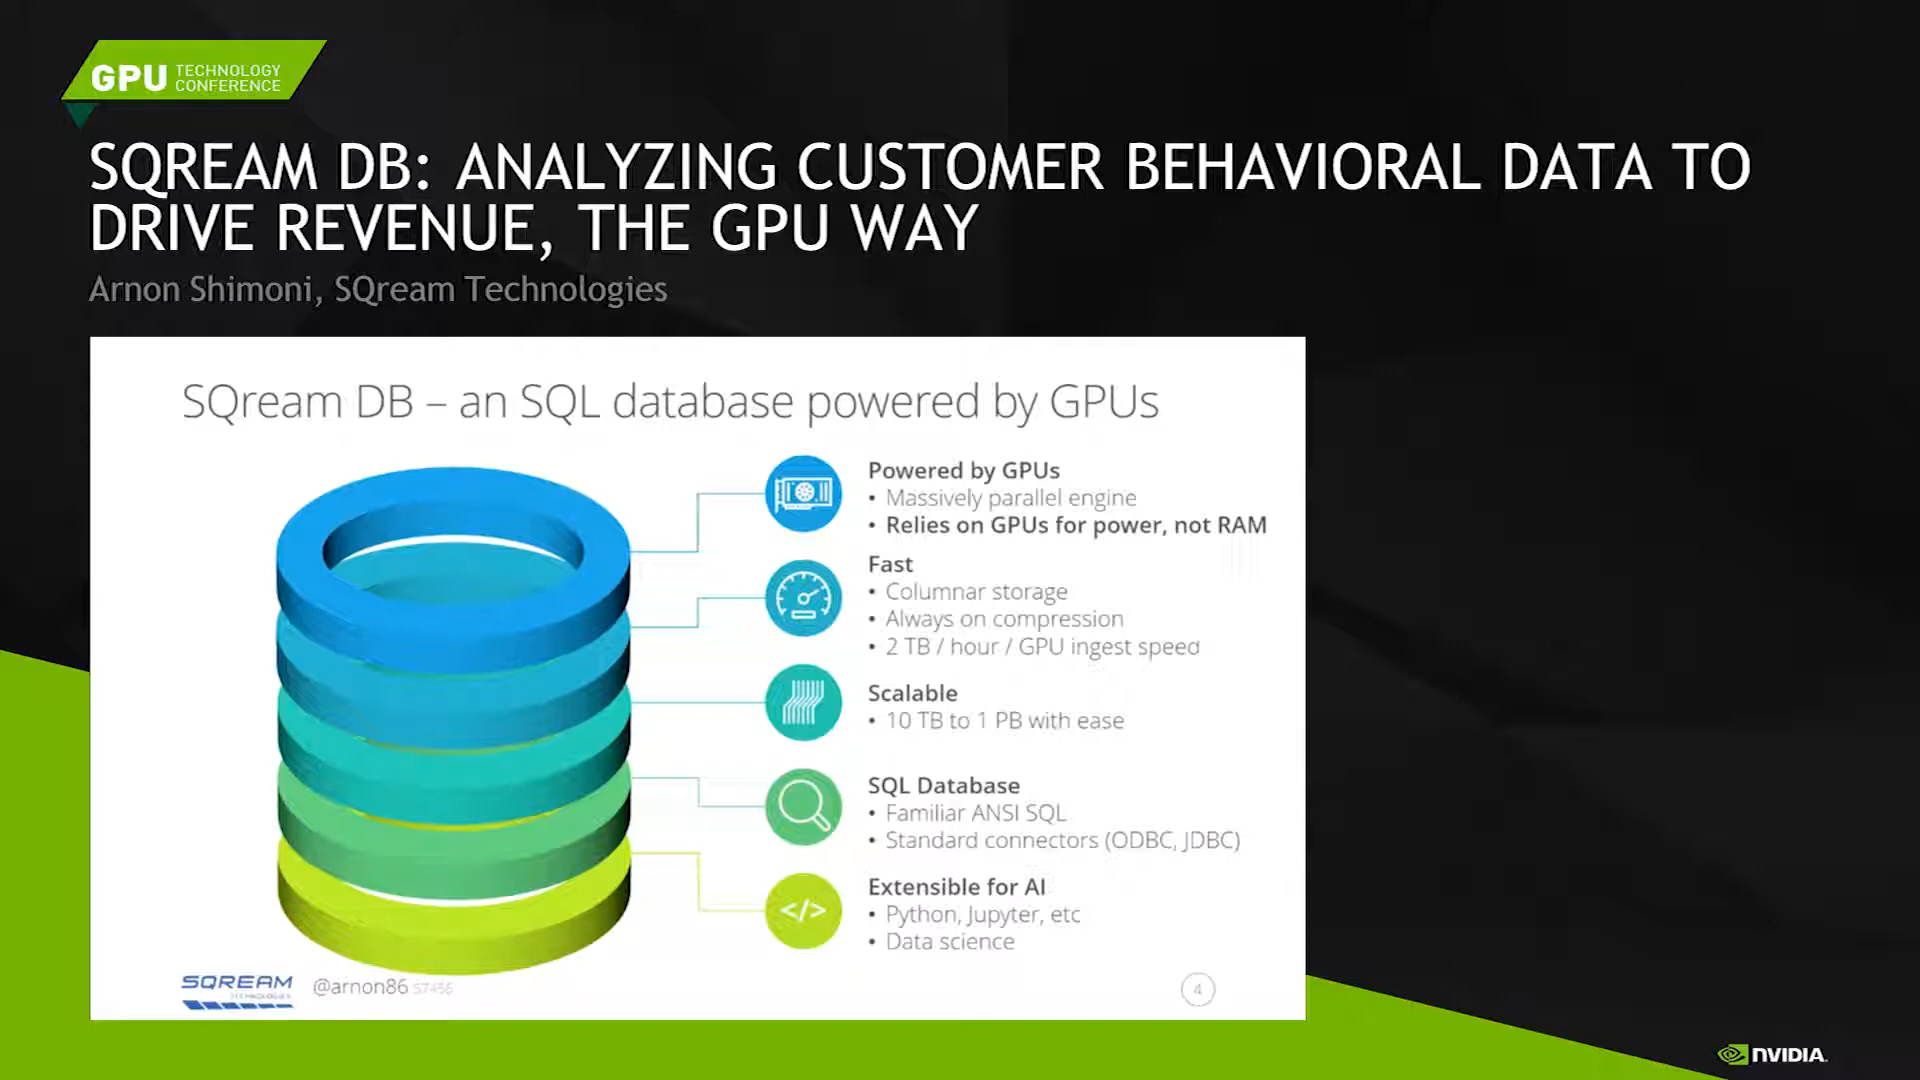 GPU TECHNOLOGY
CONFERENCE
SQREAM DB: ANALYZING CUSTOMER BEHAVIORAL DATA TO
DRIVE REVENUE, THE GPU WAY
Arnon Shimoni, SQream Technologies
SQream DB – an SQL database powered by GPUs
Powered by GPUs
• Massively parallel engine
• Relies on GPUs for power, not RAM
Fast
• Columnar storage
• Always on compression
• 2 TB / hour / GPU ingest speed
Scalable
• 10 TB to 1 PB with ease
SQL Database
• Familiar ANSI SQL
• Standard connectors (ODBC, JDBC)
</>
Extensible for AI
• Python, Jupyter, etc
• Data science
SQREAM
TECHNOLOGIES
@arnon86 S7456
4
NVIDIA.